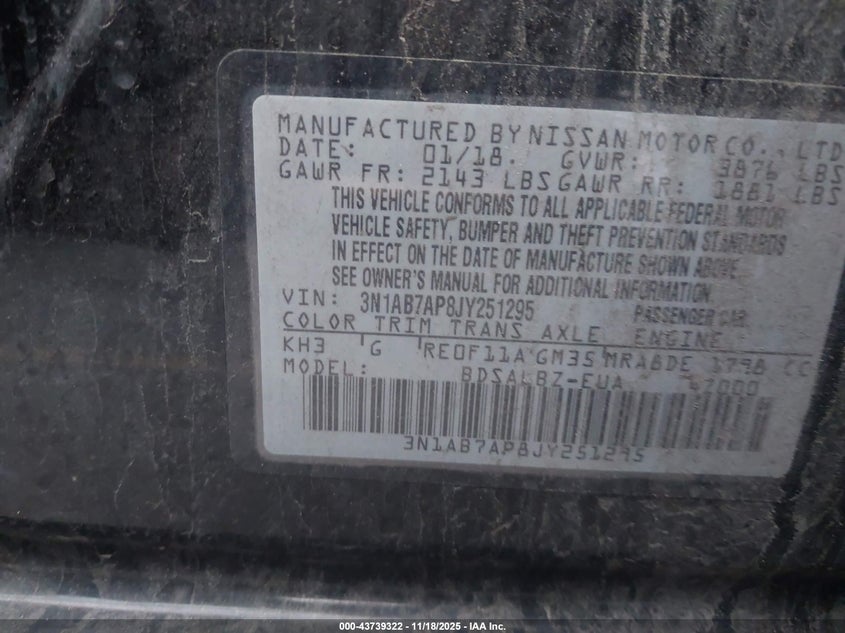 MANUFACTURED BY NISSAN MOTOR CO., LTD
DATE: 01/18. GVWR: 3876 LBS
GAWR FR: 2143 LBS GAWR RR: 1881 LBS
THIS VEHICLE CONFORMS TO ALL APPLICABLE FEDERAL MOTOR
VEHICLE SAFETY, BUMPER AND THEFT PREVENTION STANDARDS
IN EFFECT ON THE DATE OF MANUFACTURE SHOWN ABOVE.
SEE OWNER'S MANUAL FOR ADDITIONAL INFORMATION.
VIN: 3N1AB7AP8JY251295 PASSENGER CAR
COLOR TRIM TRANS AXLE ENGINE
KH3 G RE0F11A GM35 MRA8DE 1798 CC
MODEL: BDSALBZ-EUA 67000
3N1AB7AP8JY251295
000-43739322 — 11/18/2025 — IAA Inc.